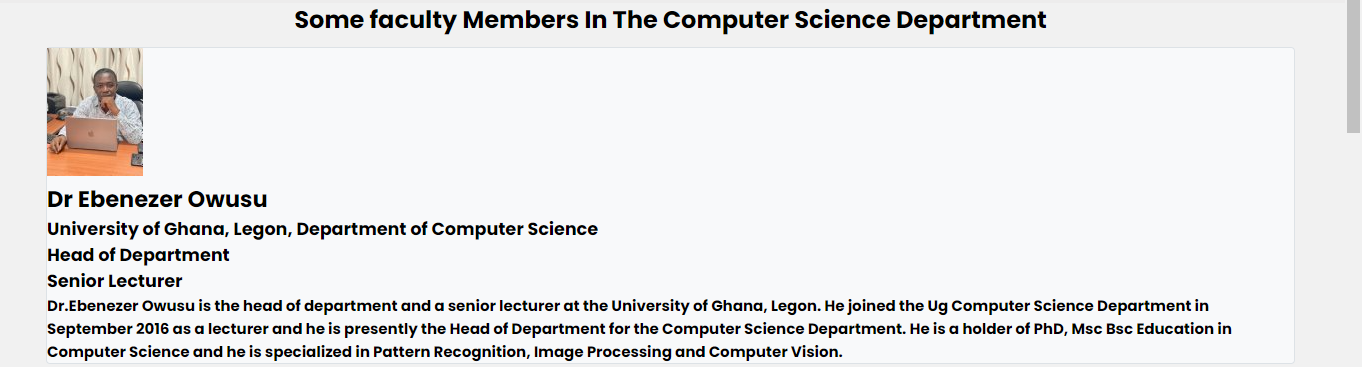 Some faculty Members In The Computer Science Department
Dr Ebenezer Owusu
University of Ghana, Legon, Department of Computer Science
Head of Department
Senior Lecturer
Dr.Ebenezer Owusu is the head of department and a senior lecturer at the University of Ghana, Legon. He joined the Ug Computer Science Department in
September 2016 as a lecturer and he is presently the Head of Department for the Computer Science Department. He is a holder of PhD, Msc Bsc Education in
Computer Science and he is specialized in Pattern Recognition, Image Processing and Computer Vision.